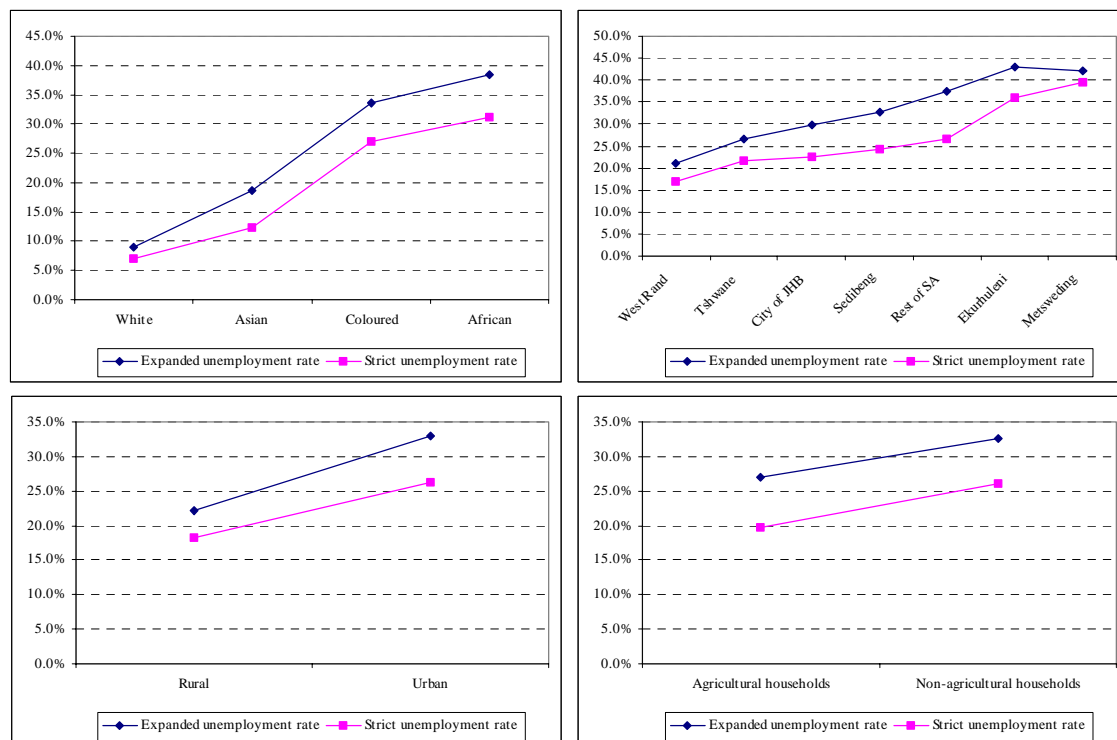 45.0%
40.0%
35.0%
30.0%
25.0%
20.0%
15.0%
10.0%
5.0%
0.0%
White Asian Coloured African
Expanded unemployment rate Strict unemployment rate
50.0%
45.0%
40.0%
35.0%
30.0%
25.0%
20.0%
15.0%
10.0%
5.0%
0.0%
West Rand
Tshwane
City of JHB
Sedibeng
Rest of SA
Ekurhuleni
Metsweding
Expanded unemployment rate Strict unemployment rate
35.0%
30.0%
25.0%
20.0%
15.0%
10.0%
5.0%
0.0%
Rural Urban
Expanded unemployment rate Strict unemployment rate
35.0%
30.0%
25.0%
20.0%
15.0%
10.0%
5.0%
0.0%
Agricultural households Non-agricultural households
Expanded unemployment rate Strict unemployment rate